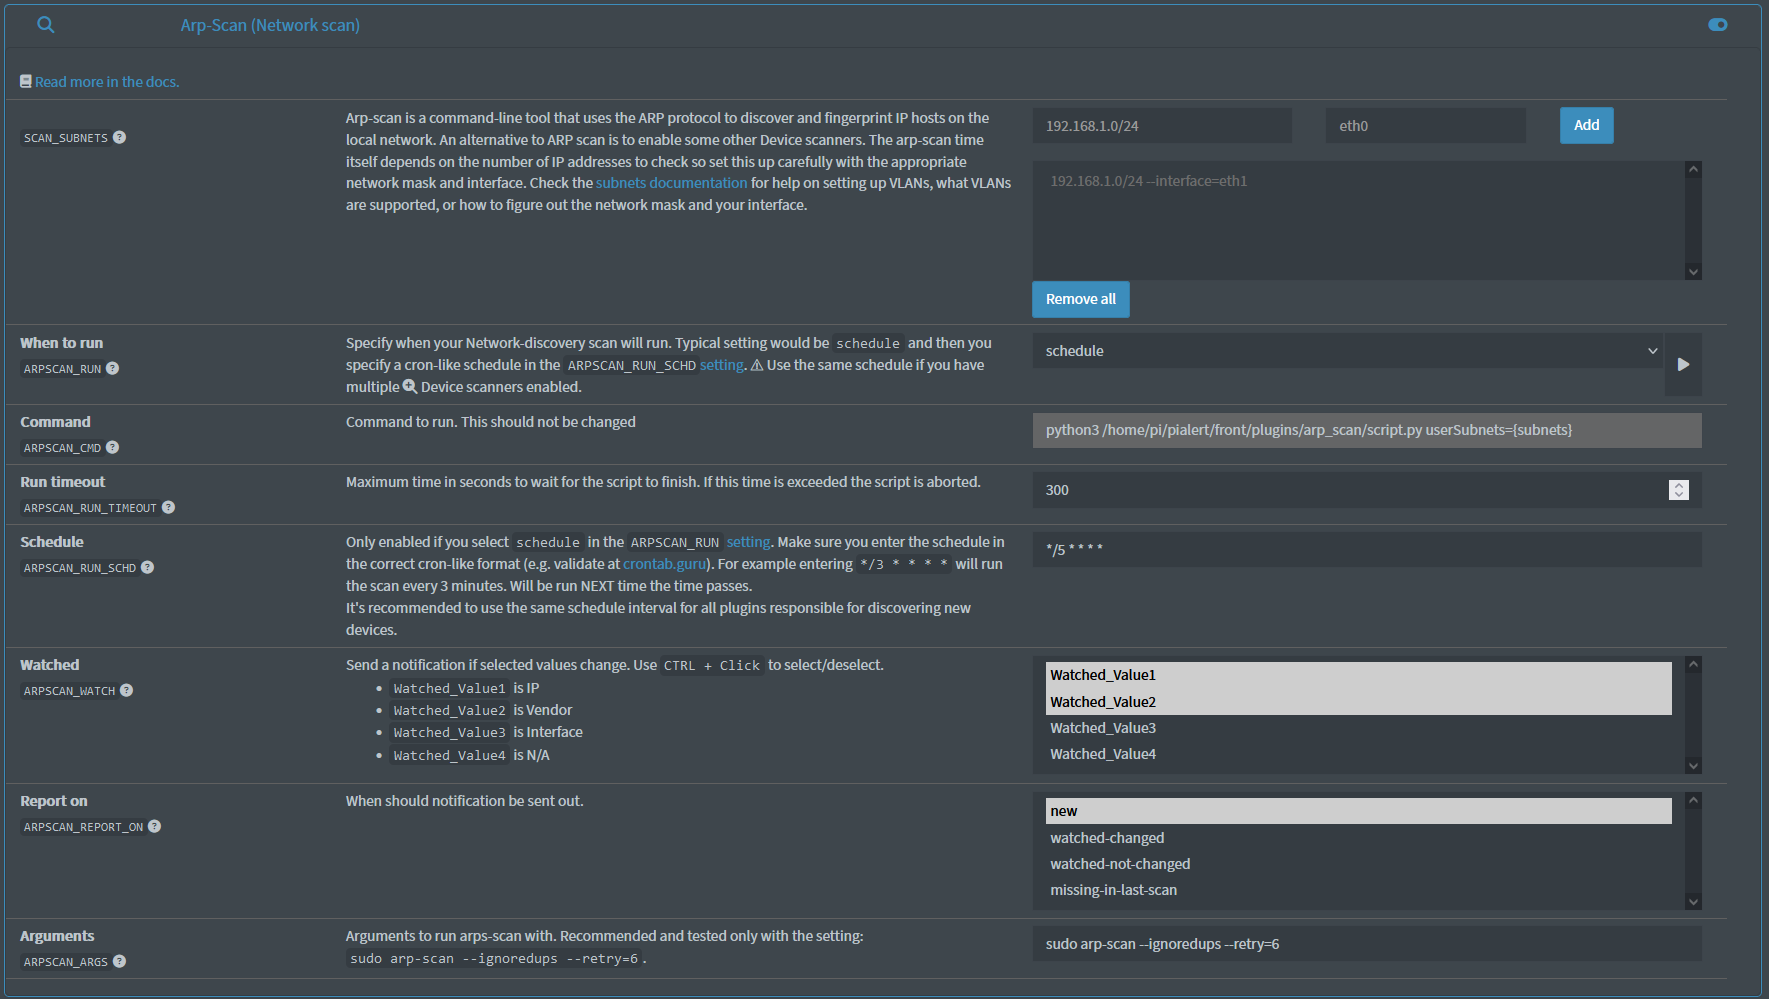 Arp-Scan (Network scan)
Read more in the docs.
SCAN_SUBNETS ?
Arp-scan is a command-line tool that uses the ARP protocol to discover and fingerprint IP hosts on the
local network. An alternative to ARP scan is to enable some other Device scanners. The arp-scan time
itself depends on the number of IP addresses to check so set this up carefully with the appropriate
network mask and interface. Check the subnets documentation for help on setting up VLANs, what VLANs
are supported, or how to figure out the network mask and your interface.
192.168.1.0/24
eth0
Add
192.168.1.0/24 --interface=eth1
Remove all
When to run
ARPSCAN_RUN ?
Specify when your Network-discovery scan will run. Typical setting would be schedule and then you
specify a cron-like schedule in the ARPSCAN_RUN_SCHD setting. ⚠ Use the same schedule if you have
multiple Device scanners enabled.
schedule
Command
ARPSCAN_CMD ?
Command to run. This should not be changed
python3 /home/pi/pialert/front/plugins/arp_scan/script.py userSubnets={subnets}
Run timeout
ARPSCAN_RUN_TIMEOUT ?
Maximum time in seconds to wait for the script to finish. If this time is exceeded the script is aborted.
300
Schedule
ARPSCAN_RUN_SCHD ?
Only enabled if you select schedule in the ARPSCAN_RUN setting. Make sure you enter the schedule in
the correct cron-like format (e.g. validate at crontab.guru). For example entering */3 * * * * will run
the scan every 3 minutes. Will be run NEXT time the time passes.
It's recommended to use the same schedule interval for all plugins responsible for discovering new
devices.
*/5 * * * *
Watched
ARPSCAN_WATCH ?
Send a notification if selected values change. Use CTRL + Click to select/deselect.
• Watched_Value1 is IP
• Watched_Value2 is Vendor
• Watched_Value3 is Interface
• Watched_Value4 is N/A
Watched_Value1
Watched_Value2
Watched_Value3
Watched_Value4
Report on
ARPSCAN_REPORT_ON ?
When should notification be sent out.
new
watched-changed
watched-not-changed
missing-in-last-scan
Arguments
ARPSCAN_ARGS ?
Arguments to run arps-scan with. Recommended and tested only with the setting:
sudo arp-scan --ignoredups --retry=6 .
sudo arp-scan --ignoredups --retry=6